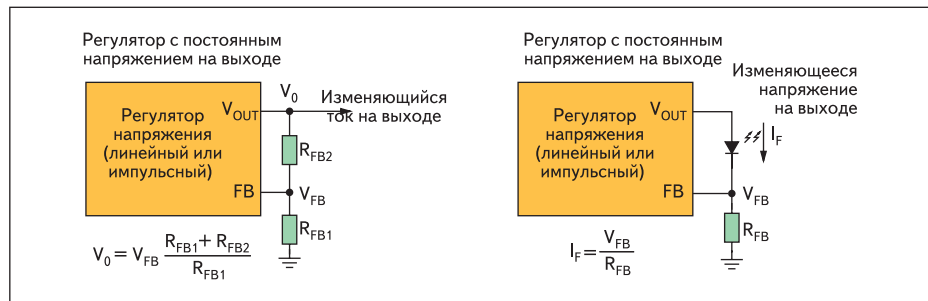 Регулятор с постоянным
напряжением на выходе
V0
Изменяющийся
ток на выходе
VOUT
Регулятор
напряжения
(линейный или
импульсный)
RFB2
FB
VFB
RFB1
V0 = VFB (RFB1 + RFB2) / RFB1
Регулятор с постоянным
напряжением на выходе
Изменяющееся
напряжение
на выходе
VOUT
Регулятор
напряжения
(линейный или
импульсный)
IF
FB
VFB
RFB
IF = VFB / RFB